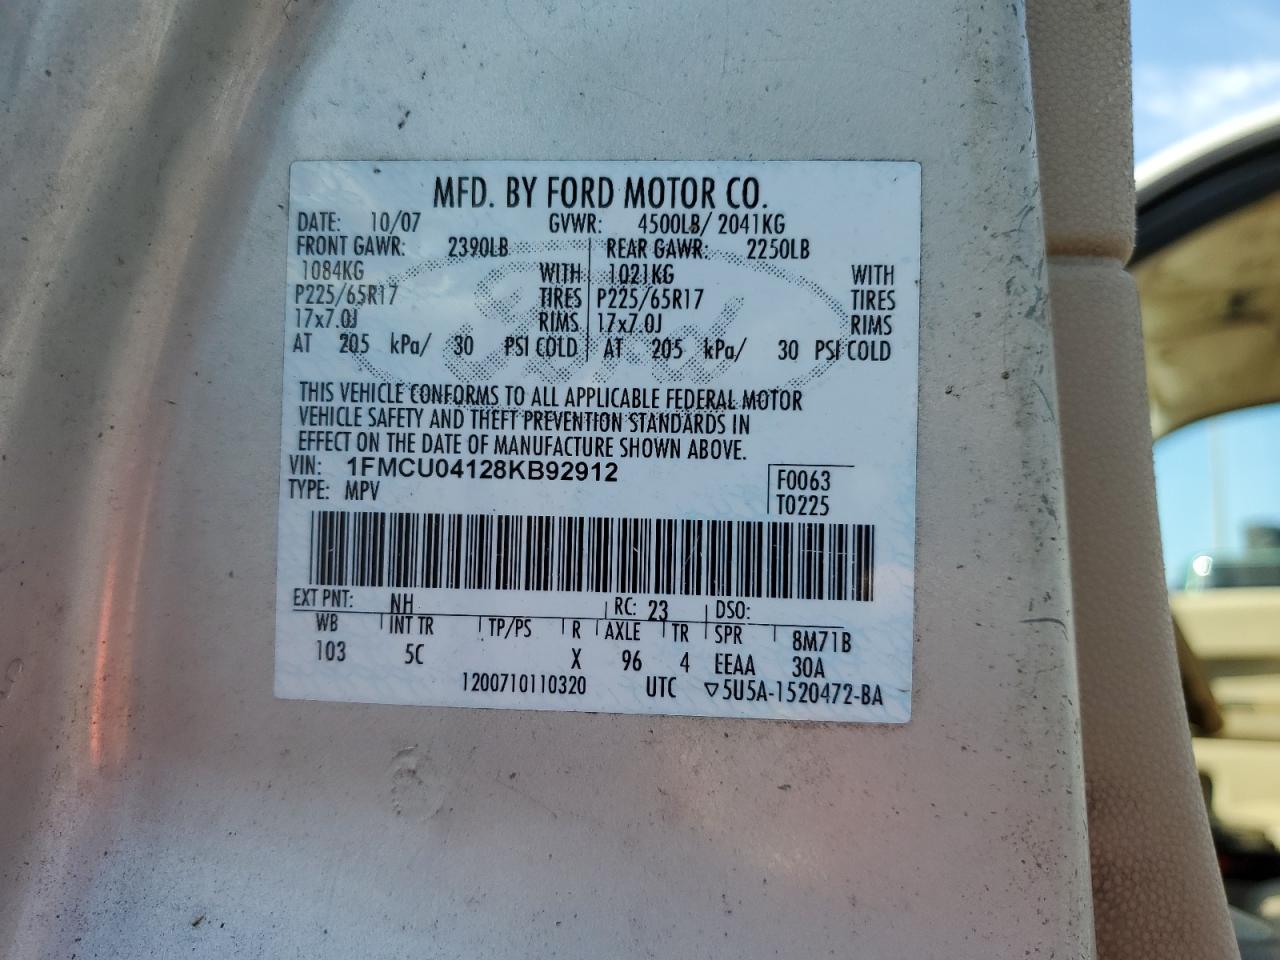 MFD. BY FORD MOTOR CO.
DATE: 10/07 GVWR: 4500LB/ 2041KG
FRONT GAWR: 2390LB REAR GAWR: 2250LB
1084KG WITH 1021KG WITH
P225/65R17 TIRES P225/65R17 TIRES
17x7.0J RIMS 17x7.0J RIMS
AT 205 kPa/ 30 PSI COLD AT 205 kPa/ 30 PSI COLD
THIS VEHICLE CONFORMS TO ALL APPLICABLE FEDERAL MOTOR
VEHICLE SAFETY AND THEFT PREVENTION STANDARDS IN
EFFECT ON THE DATE OF MANUFACTURE SHOWN ABOVE.
VIN: 1FMCU04128KB92912 F0063
TYPE: MPV T0225
EXT PNT: NH RC: 23 DSO:
WB INT TR TP/PS R AXLE TR SPR 8M71B
103 5C X 96 4 EEAA 30A
1200710110320 UTC ▽5U5A-1520472-BA